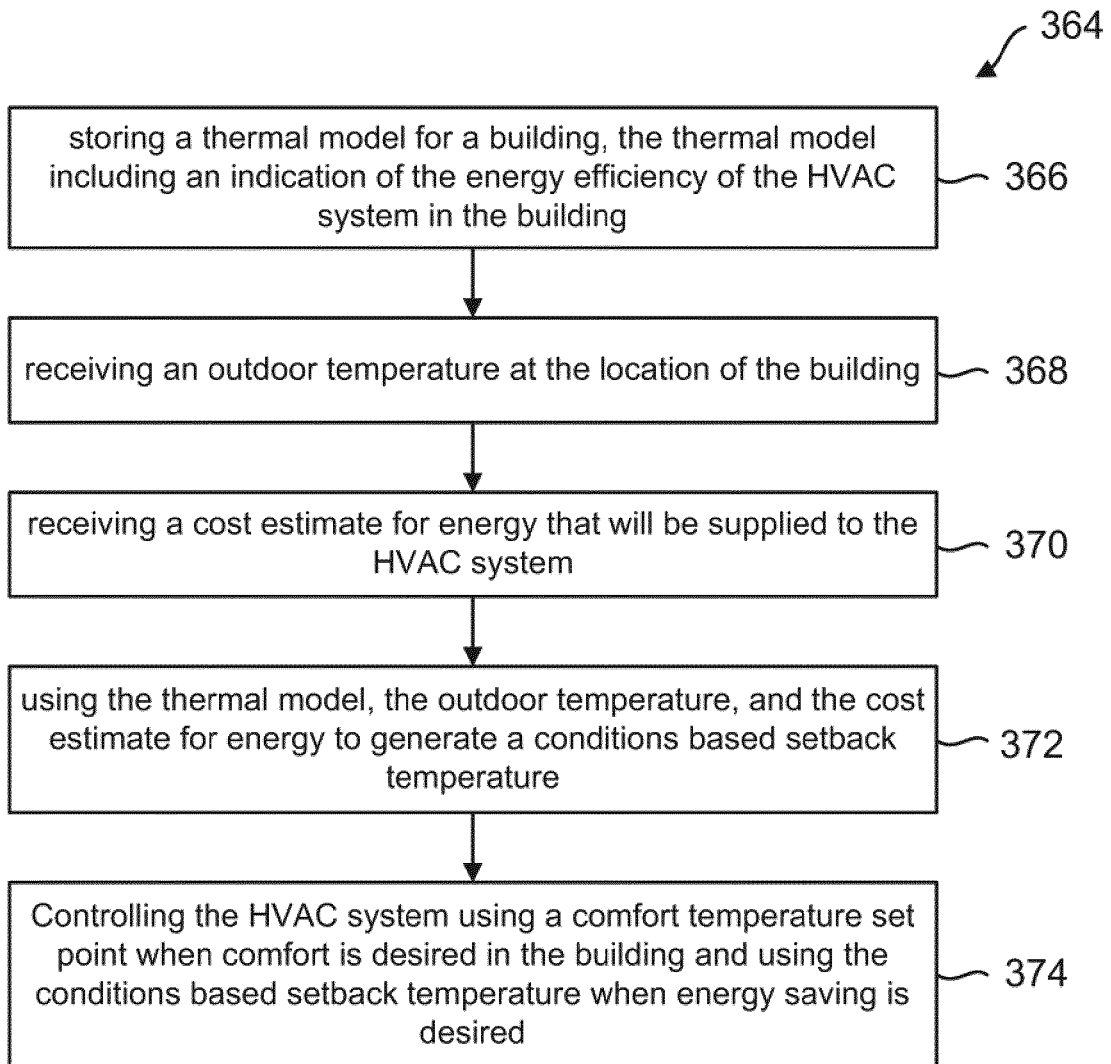 364
storing a thermal model for a building, the thermal model
including an indication of the energy efficiency of the HVAC
system in the building
366
receiving an outdoor temperature at the location of the building
368
receiving a cost estimate for energy that will be supplied to the
HVAC system
370
using the thermal model, the outdoor temperature, and the cost
estimate for energy to generate a conditions based setback
temperature
372
Controlling the HVAC system using a comfort temperature set
point when comfort is desired in the building and using the
conditions based setback temperature when energy saving is
desired
374